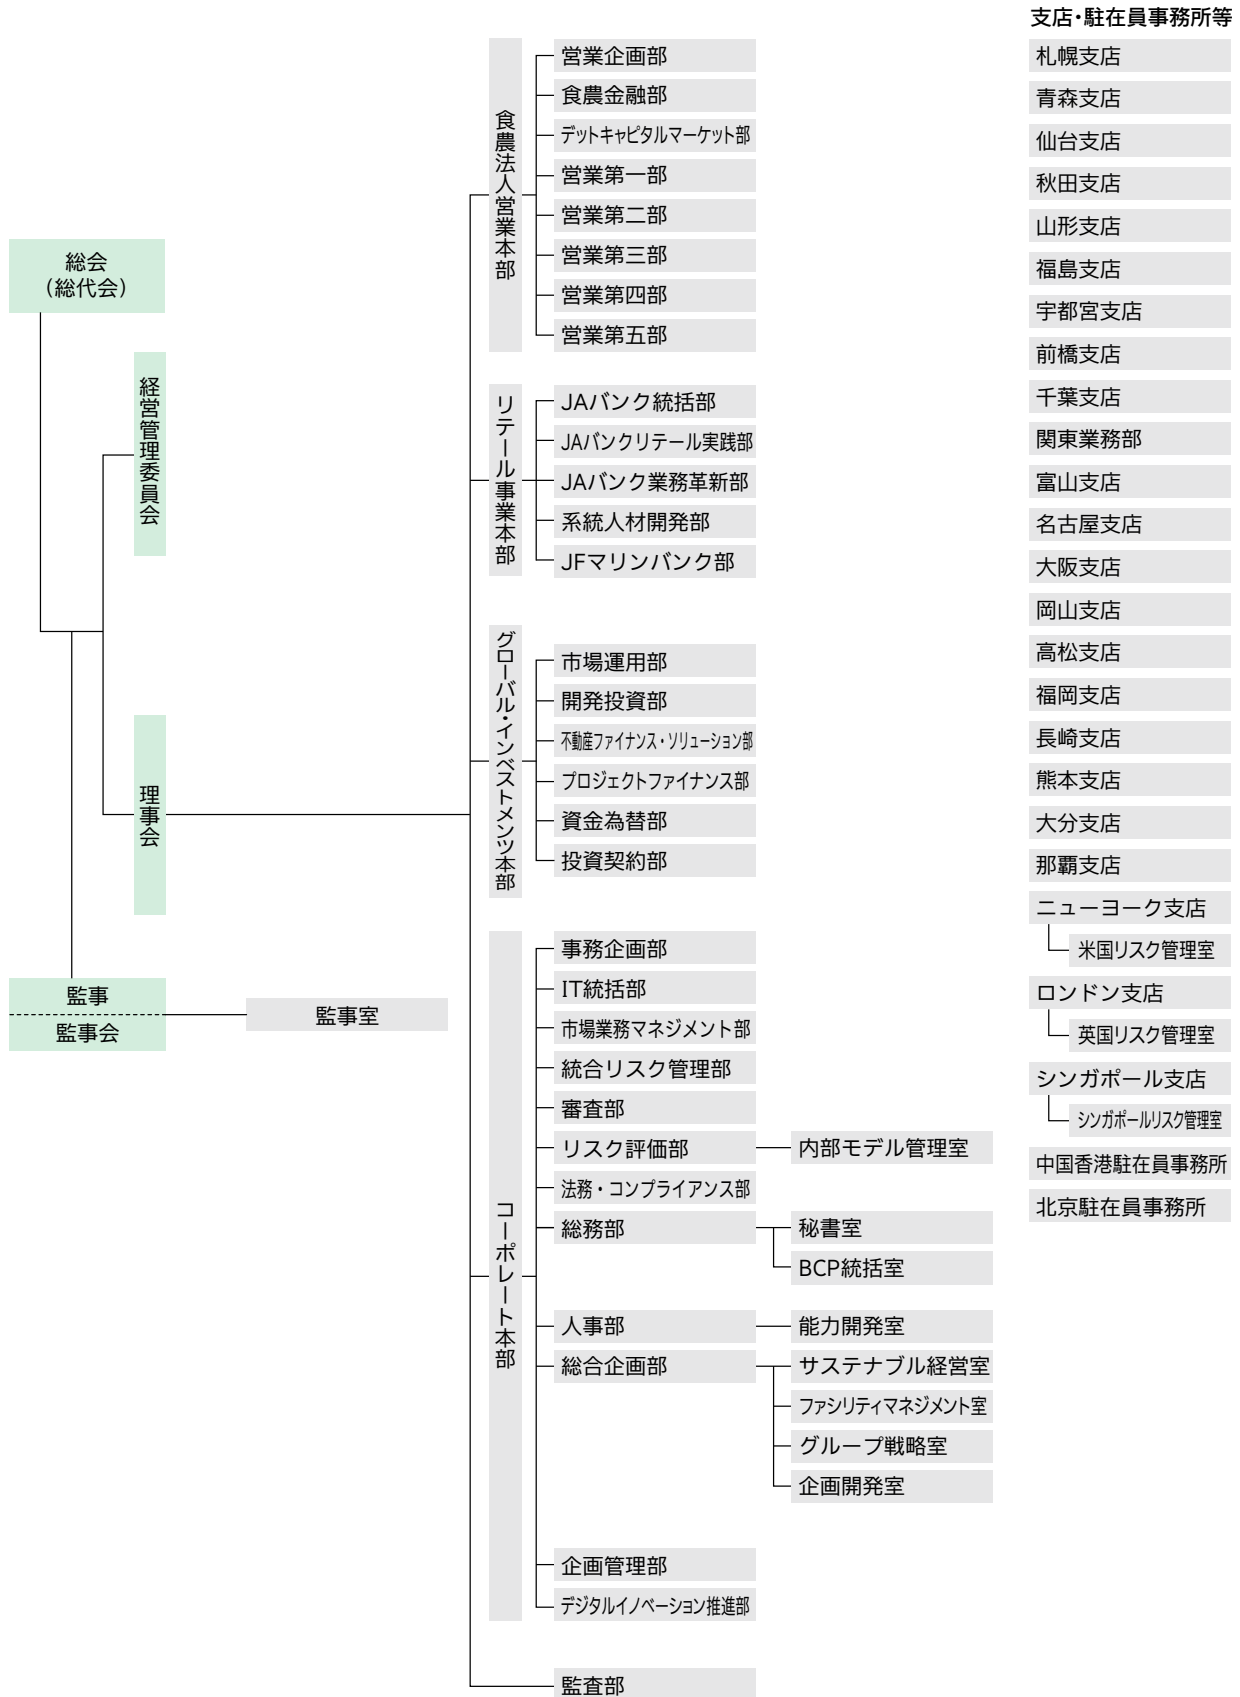 総会
（総代会）
経営管理委員会
理事会
監事
監事会
監事室
食農法人営業本部
営業企画部
食農金融部
デットキャピタルマーケット部
営業第一部
営業第二部
営業第三部
営業第四部
営業第五部
リテール事業本部
JAバンク統括部
JAバンクリテール実践部
JAバンク業務革新部
系統人材開発部
JFマリンバンク部
グローバル・インベストメンツ本部
市場運用部
開発投資部
不動産ファイナンス・ソリューション部
プロジェクトファイナンス部
資金為替部
投資契約部
コーポレート本部
事務企画部
IT統括部
市場業務マネジメント部
統合リスク管理部
審査部
リスク評価部
内部モデル管理室
法務・コンプライアンス部
総務部
秘書室
BCP統括室
人事部
能力開発室
総合企画部
サステナブル経営室
ファシリティマネジメント室
グループ戦略室
企画開発室
企画管理部
デジタルイノベーション推進部
監査部
支店・駐在員事務所等
札幌支店
青森支店
仙台支店
秋田支店
山形支店
福島支店
宇都宮支店
前橋支店
千葉支店
関東業務部
富山支店
名古屋支店
大阪支店
岡山支店
高松支店
福岡支店
長崎支店
熊本支店
大分支店
那覇支店
ニューヨーク支店
米国リスク管理室
ロンドン支店
英国リスク管理室
シンガポール支店
シンガポールリスク管理室
中国香港駐在員事務所
北京駐在員事務所